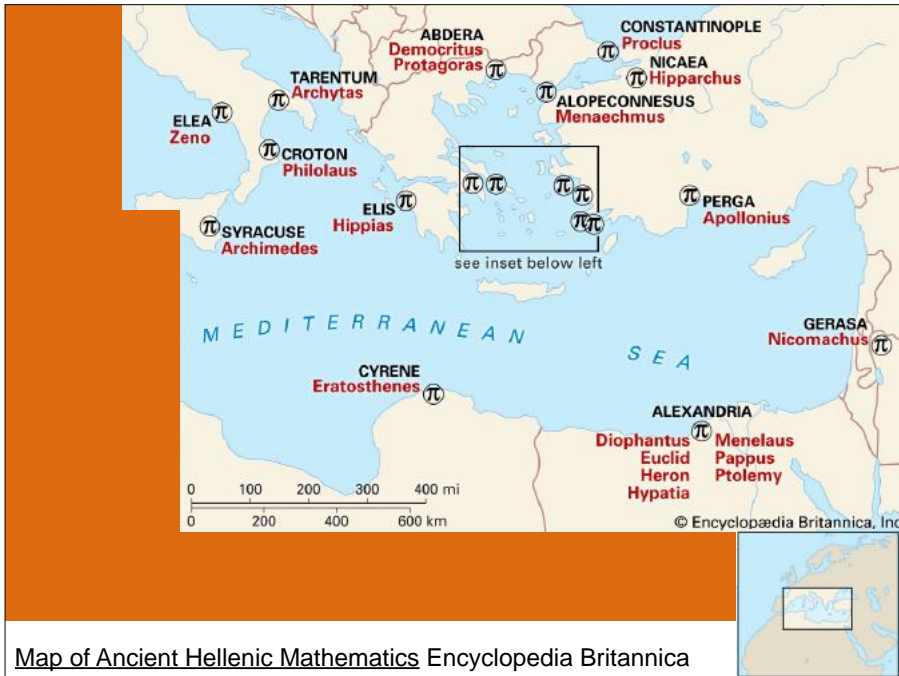 CONSTANTINOPLE
Proclus
ABDERA
Democritus
Protagoras
π
π
NICAEA
π Hipparchus
TARENTUM
π Archytas
π
ALOPECONNESUS
Menaechmus
ELEA π
Zeno
π CROTON
Philolaus
π π
π
π
ππ
ELIS π
Hippias
π PERGA
Apollonius
π SYRACUSE
Archimedes
see inset below left
MEDITERRANEAN SEA
GERASA
Nicomachus π
CYRENE
Eratosthenes π
ALEXANDRIA
π
Diophantus Menelaus
Euclid Pappus
Heron Ptolemy
Hypatia
0 100 200 300 400 mi
0 200 400 600 km
© Encyclopædia Britannica, Inc
Map of Ancient Hellenic Mathematics Encyclopedia Britannica